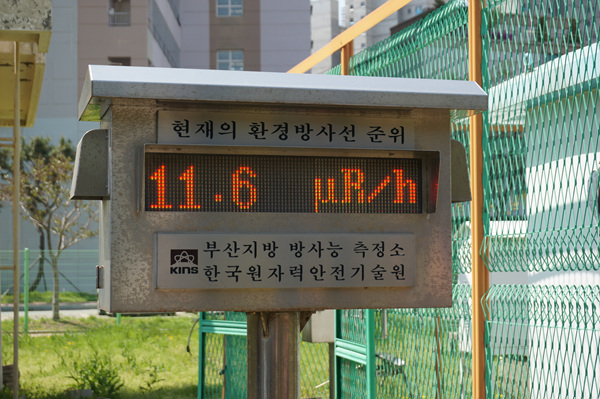 현재의 환경방사선 준위
11.6 µR/h
부산지방 방사능 측정소
KINS 한국원자력안전기술원